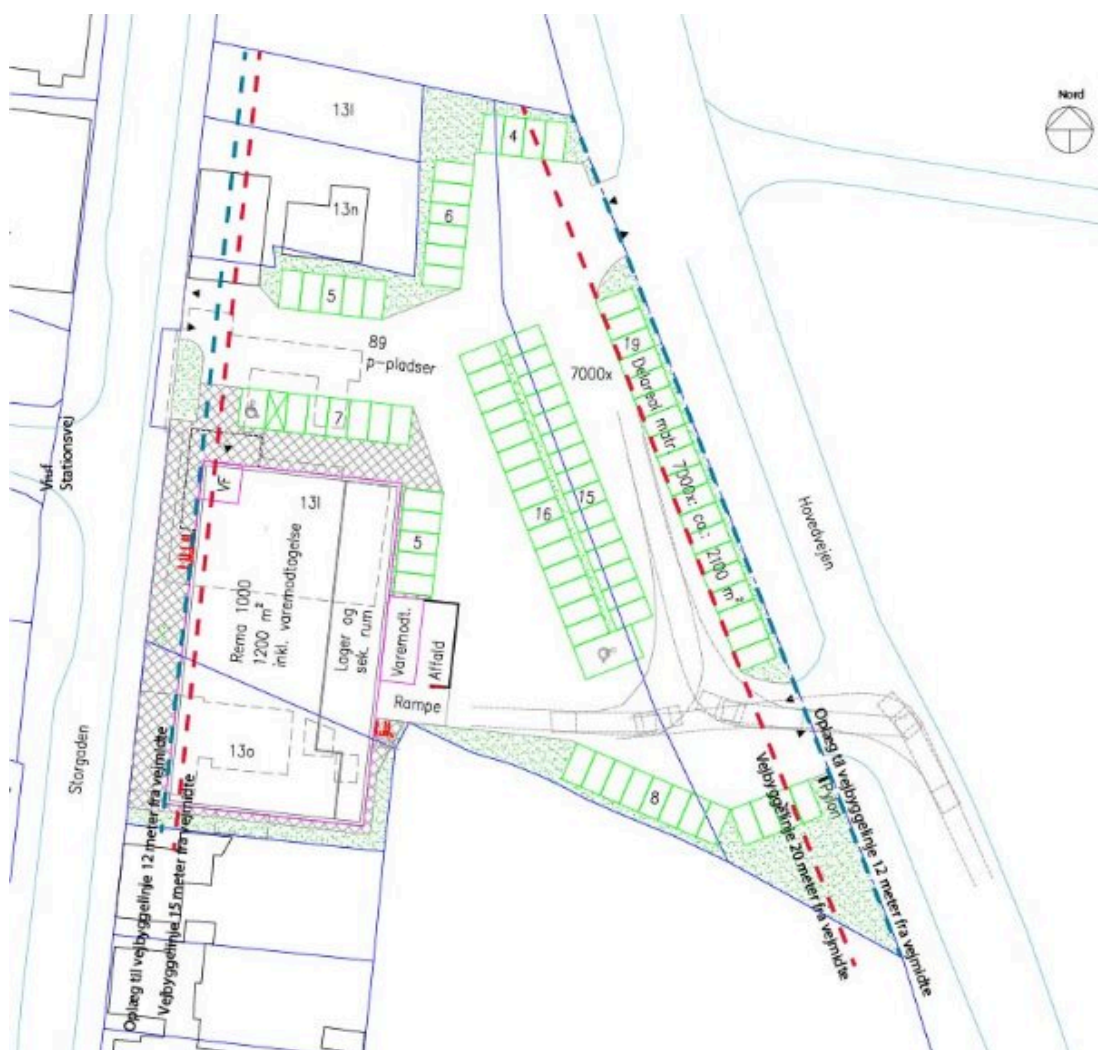 Nord
13l
4
13n
6
5
89
p-pladser
7000x
19
Delareal matr. 7000x: ca.: 2100 m²
7
Stationsvej
VF
13l
5
16
15
Hovedvejen
Rema 1000
1200 m²
inkl. varemodtagelse
Lager og
sek. rum
Varemodt.
Affald
Rampe
13o
Storgaden
8
Pylon
Oplæg til vejbyggelinje 12 meter fra vejmidte
Vejbyggelinje 15 meter fra vejmidte
Vejbyggelinje 20 meter fra vejmidte
Oplæg til vejbyggelinje 12 meter fra vejmidte